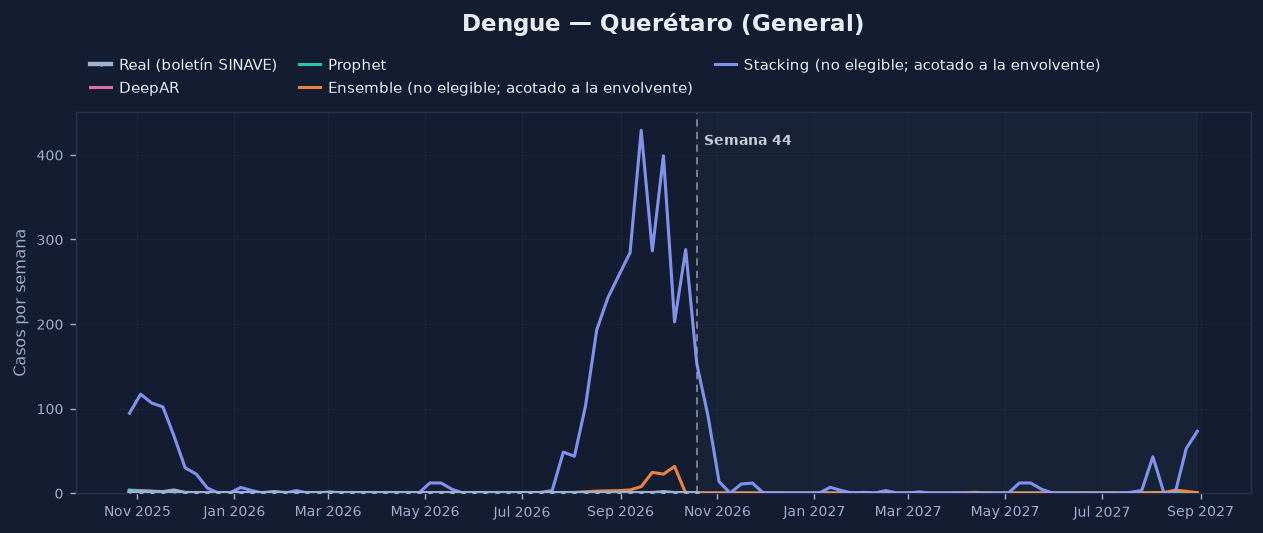 Dengue — Querétaro (General)
Real (boletín SINAVE)
Prophet
Stacking (no elegible; acotado a la envolvente)
DeepAR
Ensemble (no elegible; acotado a la envolvente)
Semana 44
Casos por semana
400
300
200
100
0
Nov 2025
Jan 2026
Mar 2026
May 2026
Jul 2026
Sep 2026
Nov 2026
Jan 2027
Mar 2027
May 2027
Jul 2027
Sep 2027